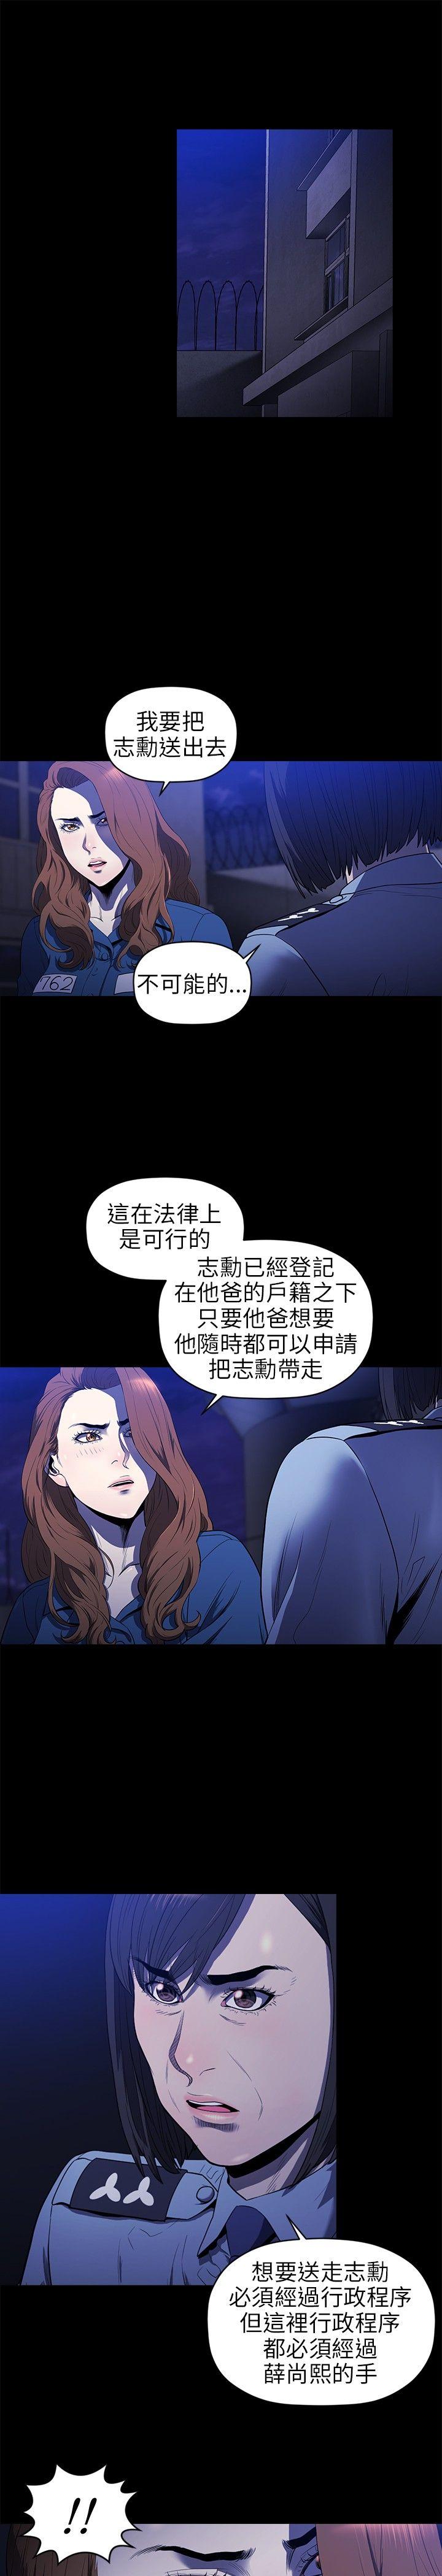 我要把
志勳送出去
762
不可能的...
這在法律上
是可行的
志勳已經登記
在他爸的戶籍之下
只要他爸想要
他隨時都可以申請
把志勳帶走
想要送走志勳
必須經過行政程序
但這裡行政程序
都必須經過
薛尚熙的手
!!